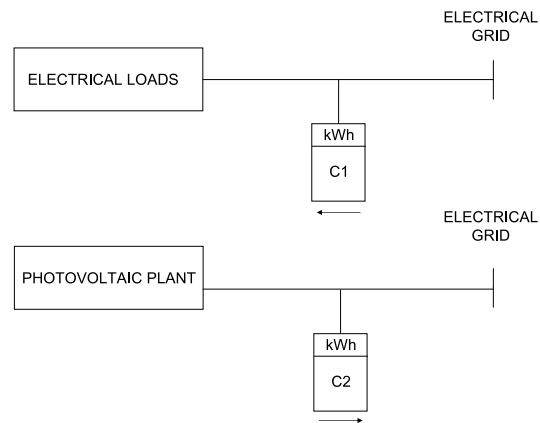 ELECTRICAL
GRID
ELECTRICAL LOADS
kWh
C1
ELECTRICAL
GRID
PHOTOVOLTAIC PLANT
kWh
C2